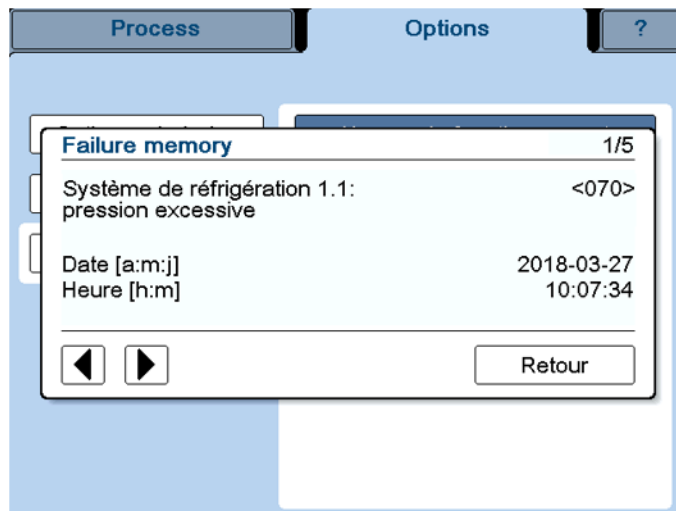 Process Options ?
Failure memory 1/5
Système de réfrigération 1.1: <070>
pression excessive
Date [a:m:j] 2018-03-27
Heure [h:m] 10:07:34
Retour